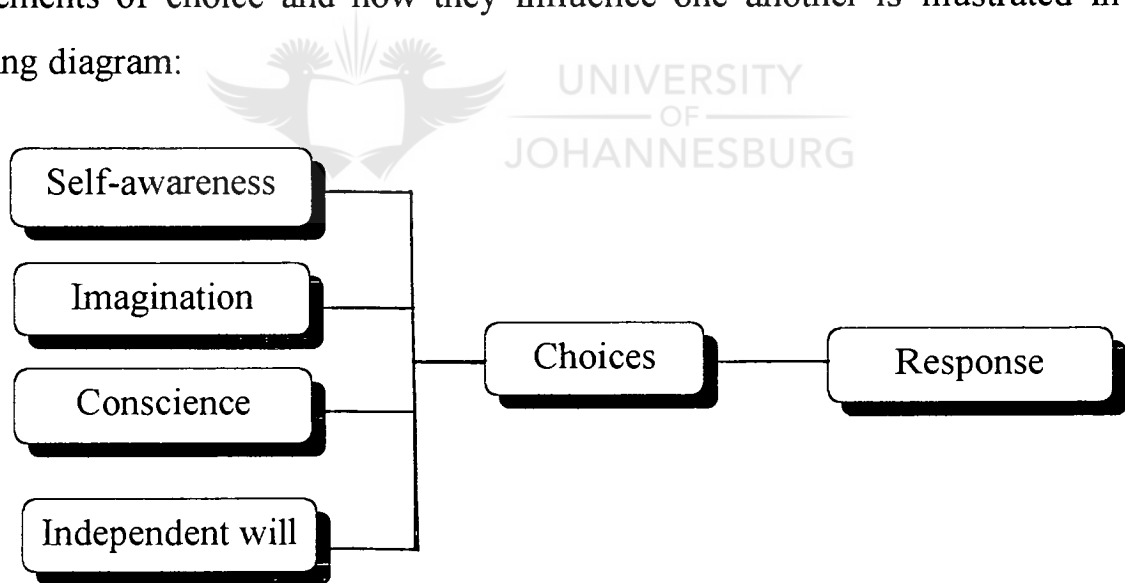 ements of choice and how they influence one another is illustrated in
ing diagram:
UNIVERSITY
OF
JOHANNESBURG
Self-awareness
Imagination
Conscience
Independent will
Choices
Response